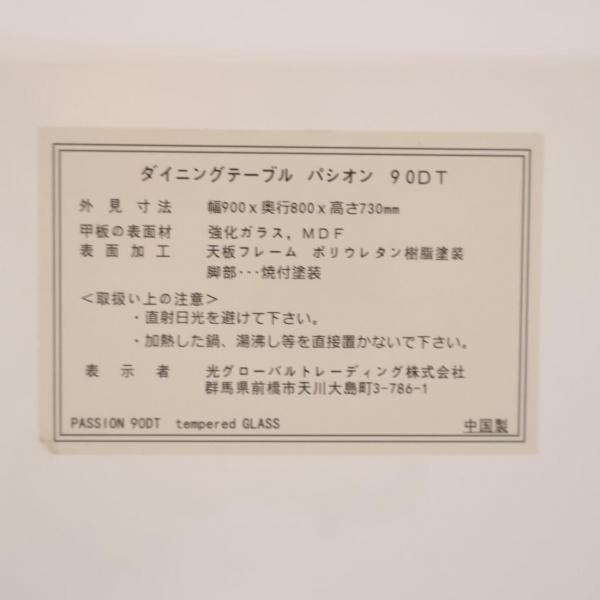 ダイニングテーブル パシオン 90DT
外見寸法 幅900x奥行800x高さ730mm
甲板の表面材 強化ガラス，MDF
表面加工 天板フレーム ポリウレタン樹脂塗装
脚部･･･焼付塗装
＜取扱い上の注意＞
・直射日光を避けて下さい。
・加熱した鍋、湯沸し等を直接置かないで下さい。
表示者 光グローバルトレーディング株式会社
群馬県前橋市天川大島町3-786-1
PASSION 90DT tempered GLASS 中国製